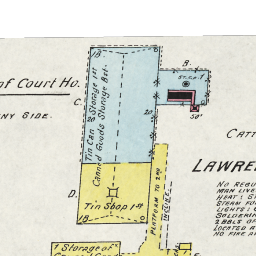 of Court Ho.
NY SIDE.
B.
C.
D.
18
20
20
50'
Tin Can Storage 1st
Canned Goods Storage Bst.
Tin Shop 1st
18
PLATFORM TO 2ND
CATT
LAWRE
NO REGU
MAN LIVE
HEAT: S
STEAM PUM
LIGHTS:
SOLDERIN
2 BBLS OF
LOCATED A
NO FIRE A
1 Storage of